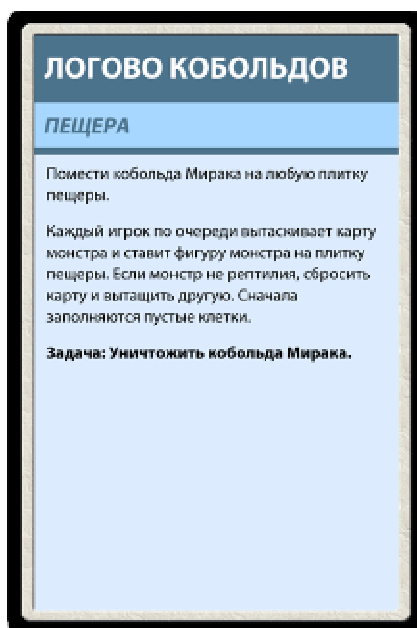 ЛОГОВО КОБОЛЬДОВ
ПЕЩЕРА
Помести кобольда Мирака на любую плитку
пещеры.
Каждый игрок по очереди вытаскивает карту
монстра и ставит фигуру монстра на плитку
пещеры. Если монстр не рептилия, сбросить
карту и вытащить другую. Сначала
заполняются пустые клетки.
Задача: Уничтожить кобольда Мирака.